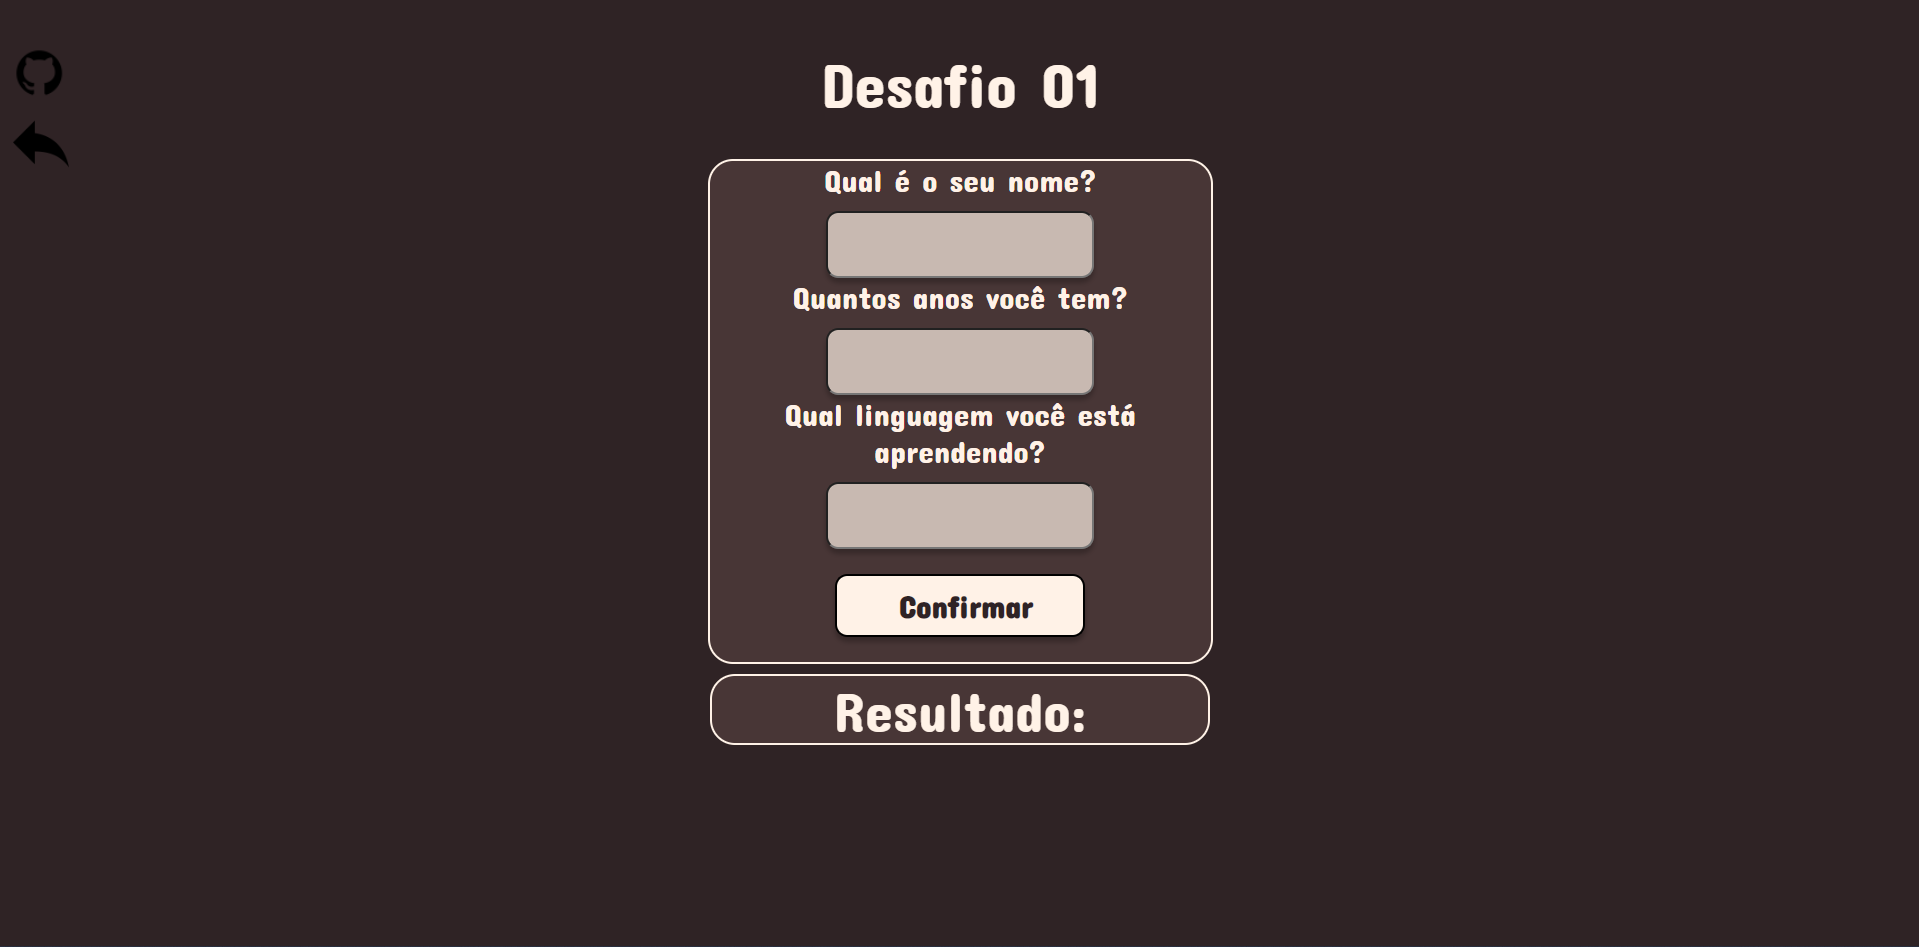 Desafio 01
Qual é o seu nome?
Quantos anos você tem?
Qual linguagem você está
aprendendo?
Confirmar
Resultado: